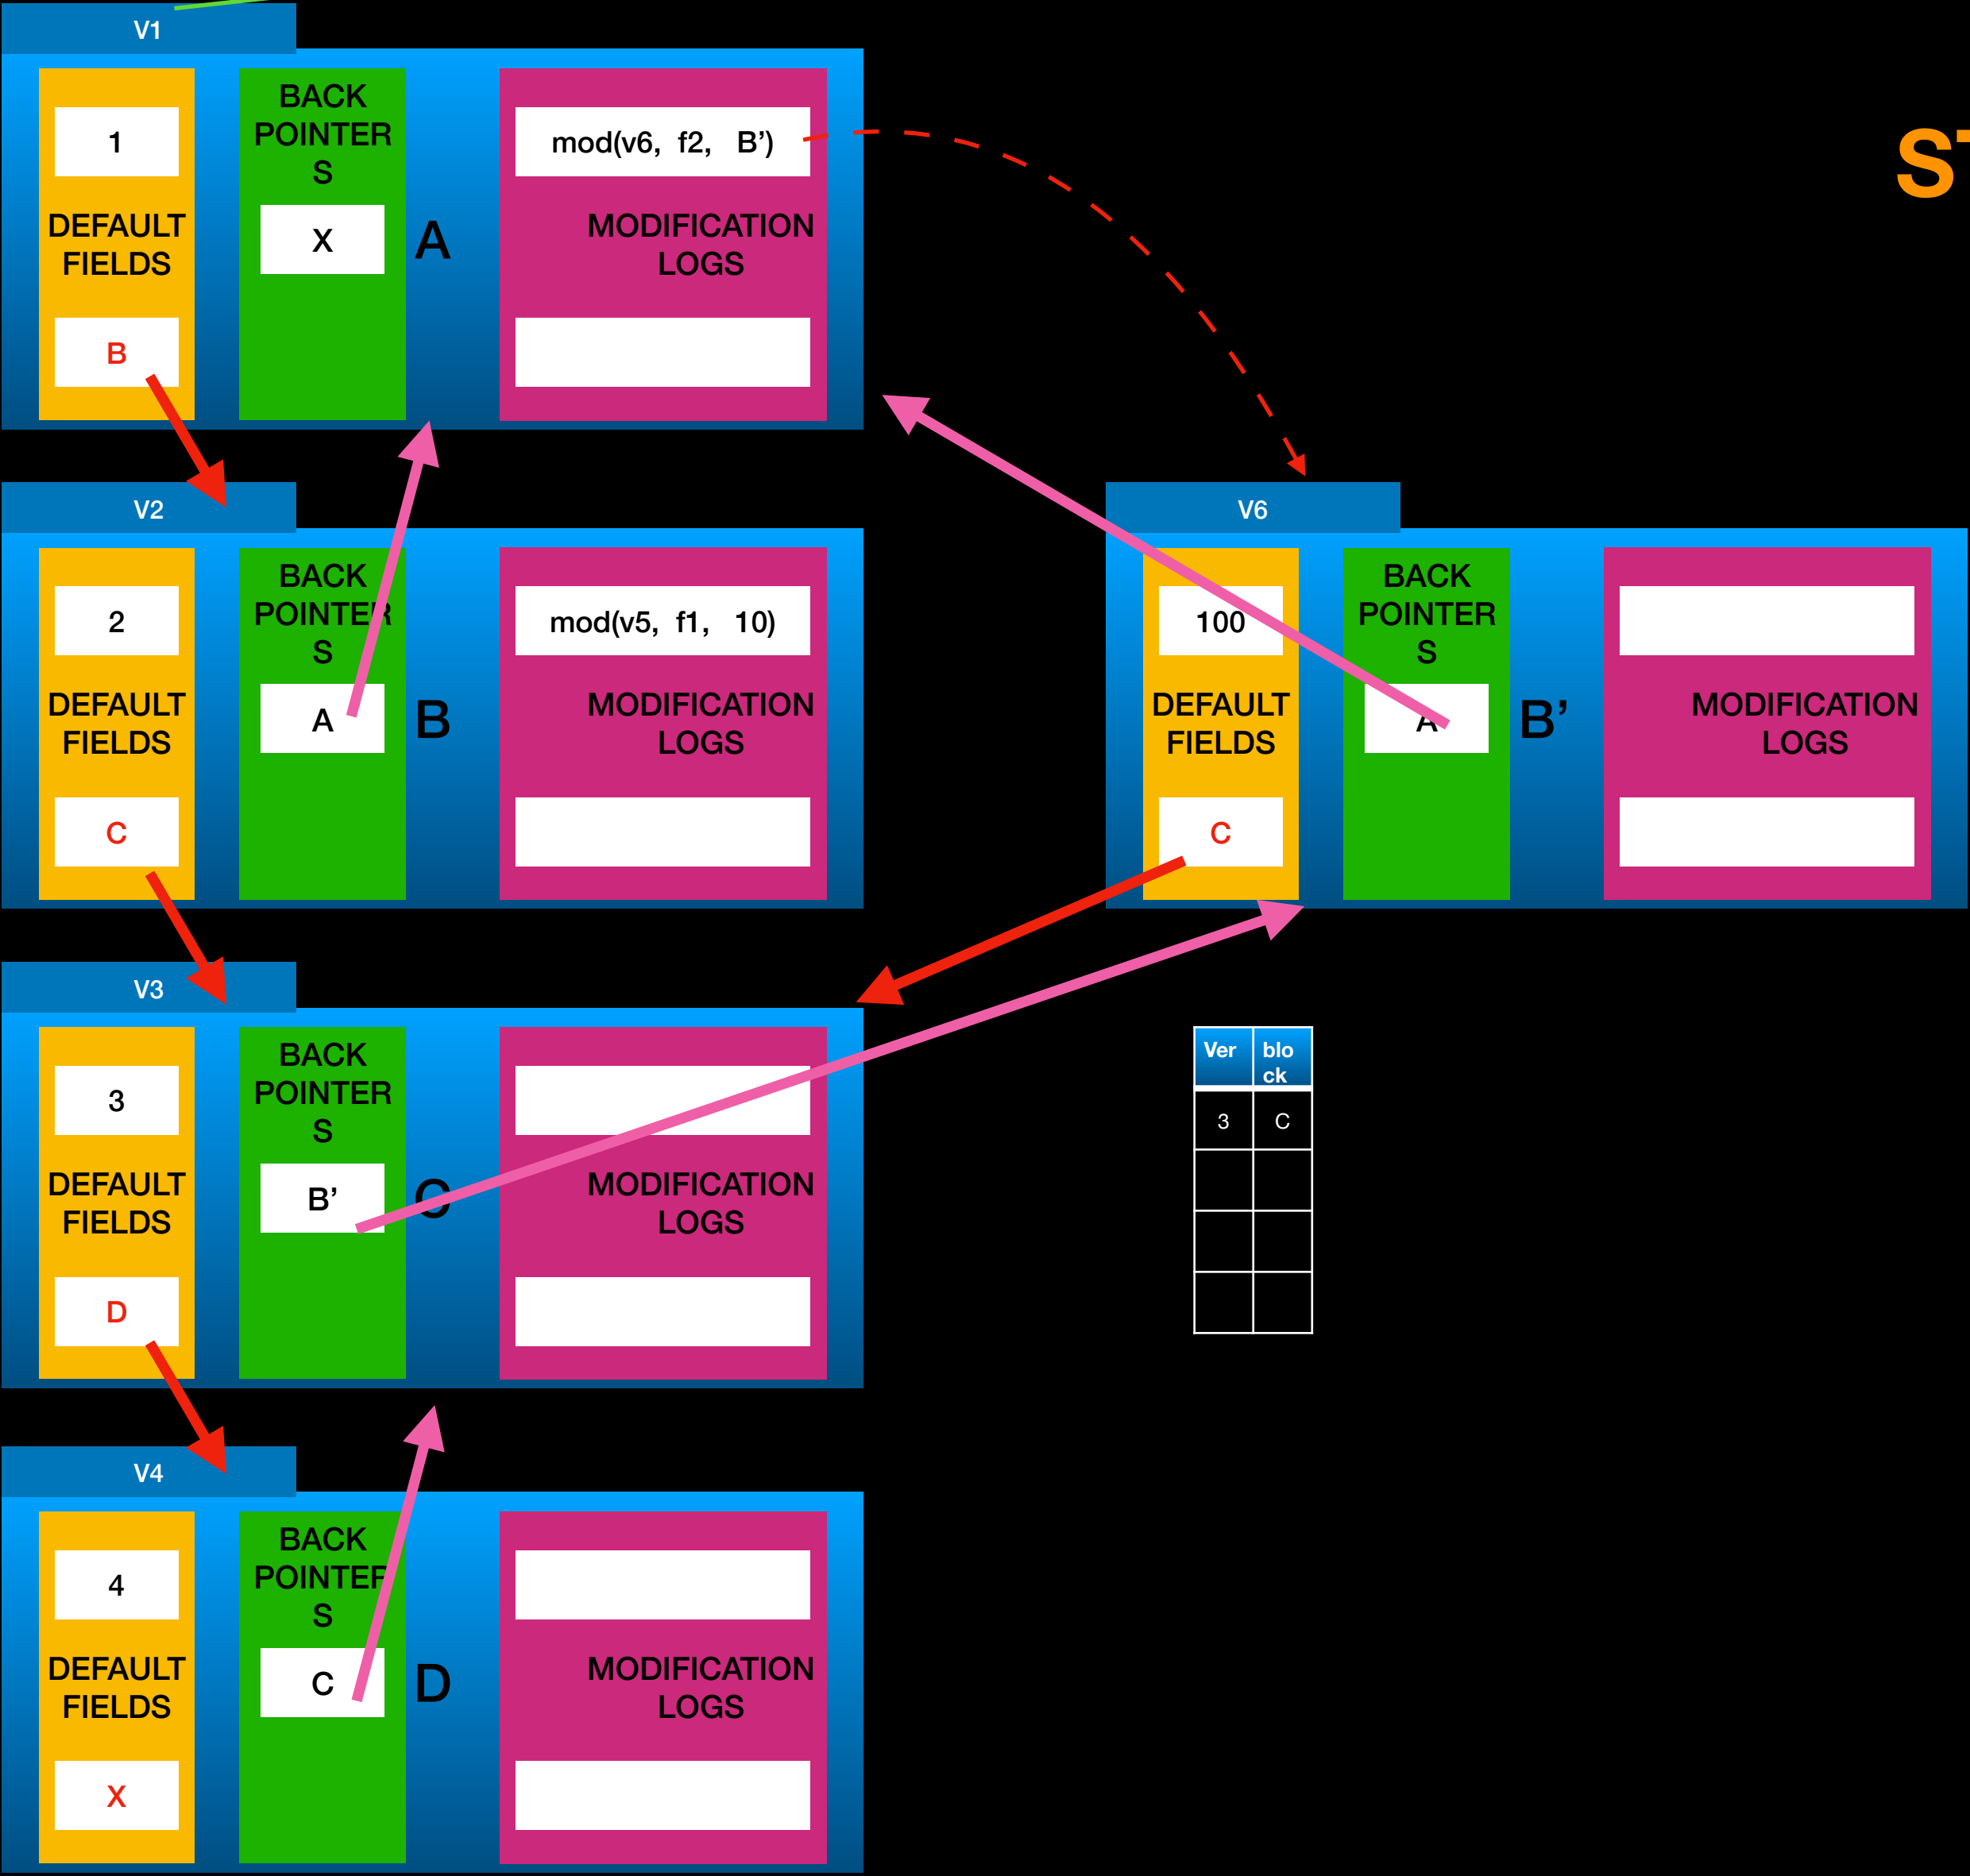 V1
1
DEFAULT
FIELDS
B
BACK
POINTER
S
X
A
mod(v6, f2, B’)
MODIFICATION
LOGS
V2
2
DEFAULT
FIELDS
C
BACK
POINTER
S
A
B
mod(v5, f1, 10)
MODIFICATION
LOGS
V6
100
DEFAULT
FIELDS
C
BACK
POINTER
S
A
B’
MODIFICATION
LOGS
V3
3
DEFAULT
FIELDS
D
BACK
POINTER
S
B’
C
MODIFICATION
LOGS
Ver
blo
ck
3
C
V4
4
DEFAULT
FIELDS
X
BACK
POINTER
S
C
D
MODIFICATION
LOGS